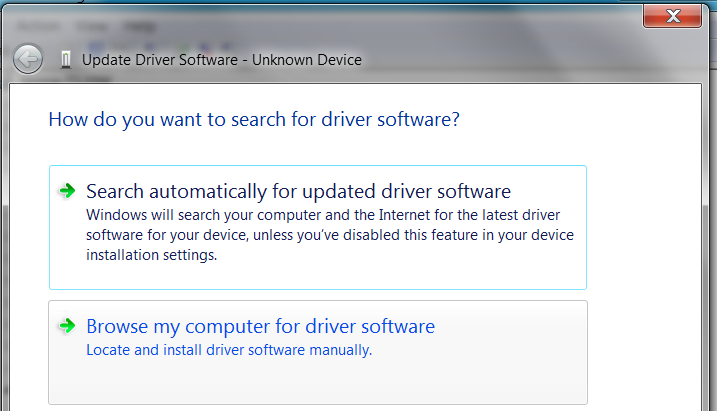 Action View Help
Update Driver Software - Unknown Device
How do you want to search for driver software?
Search automatically for updated driver software
Windows will search your computer and the Internet for the latest driver
software for your device, unless you've disabled this feature in your device
installation settings.
Browse my computer for driver software
Locate and install driver software manually.